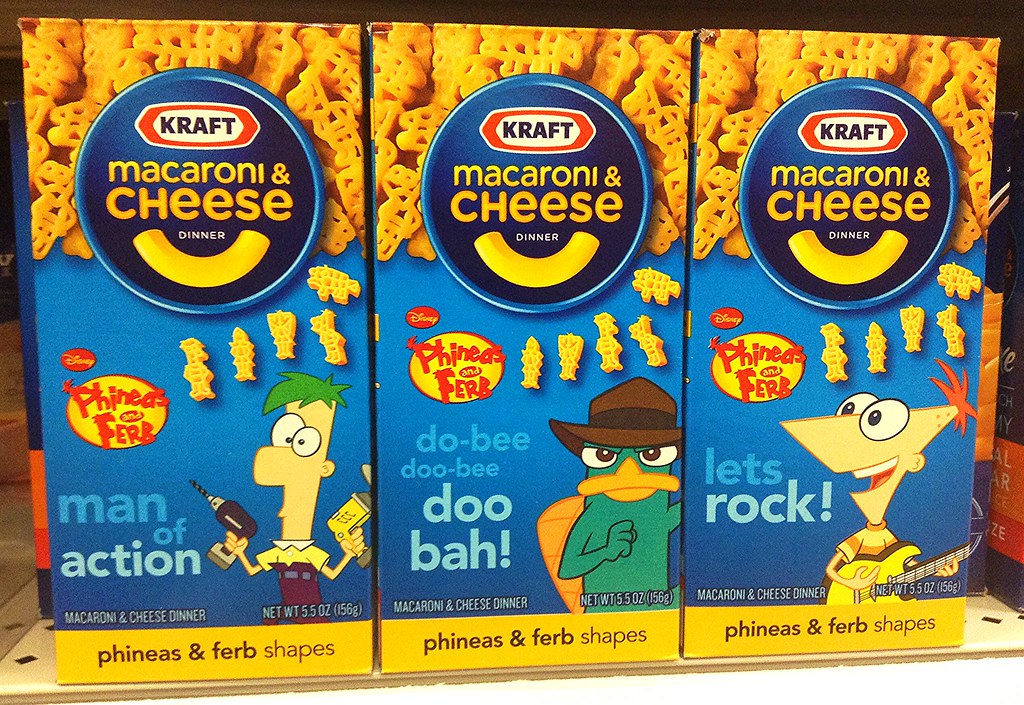 KRAFT
macaroni &
CHeese
DINNER
Disney
Phineas
and
FERB
man
of
action
MACARONI & CHEESE DINNER
NET WT 5.5 OZ (156g)
phineas & ferb shapes
KRAFT
macaroni &
CHeese
DINNER
Disney
Phineas
and
FERB
do-bee
doo-bee
doo
bah!
MACARONI & CHEESE DINNER
NET WT 5.5 OZ (156g)
phineas & ferb shapes
KRAFT
macaroni &
CHeese
DINNER
Disney
Phineas
and
FERB
lets
rock!
MACARONI & CHEESE DINNER
NET WT 5.5 OZ (156g)
phineas & ferb shapes